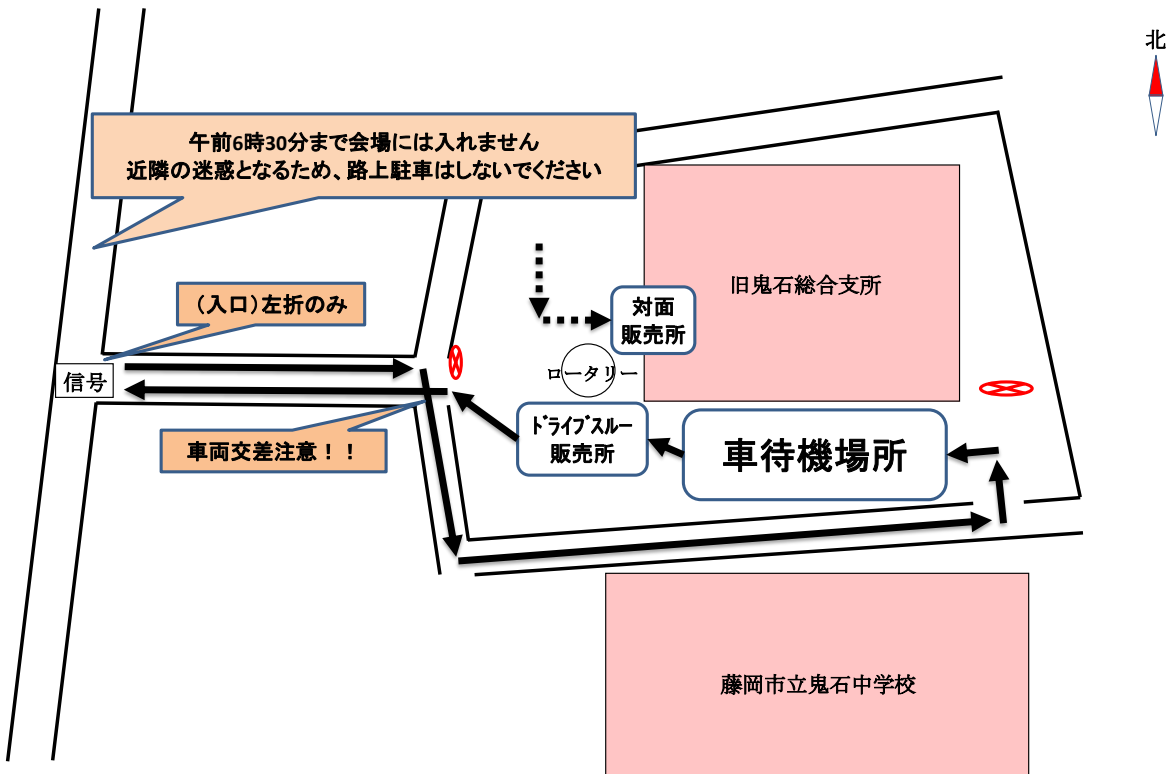 北
午前6時30分まで会場には入れません
近隣の迷惑となるため、路上駐車はしないでください
旧鬼石総合支所
(入口)左折のみ
対面
販売所
信号
ロータリー
ドライブスルー
販売所
車両交差注意！！
車待機場所
藤岡市立鬼石中学校